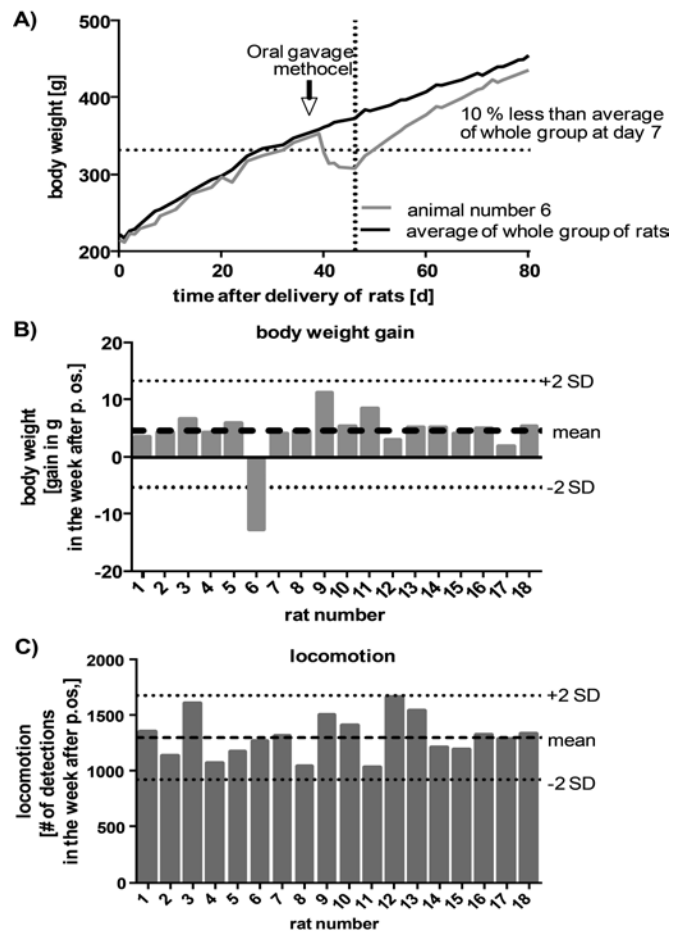 A)
500
400
300
200
body weight [g]
Oral gavage
methocel
10 % less than average
of whole group at day 7
animal number 6
average of whole group of rats
0
20
40
60
80
time after delivery of rats [d]
B)
body weight gain
20
10
0
-10
-20
body weight
[gain in g
in the week after p. os.]
+2 SD
mean
-2 SD
1 2 3 4 5 6 7 8 9 10 11 12 13 14 15 16 17 18
rat number
C)
locomotion
2000
1500
1000
500
0
locomotion
[# of detections
in the week after p.os,]
+2 SD
mean
-2 SD
1 2 3 4 5 6 7 8 9 10 11 12 13 14 15 16 17 18
rat number